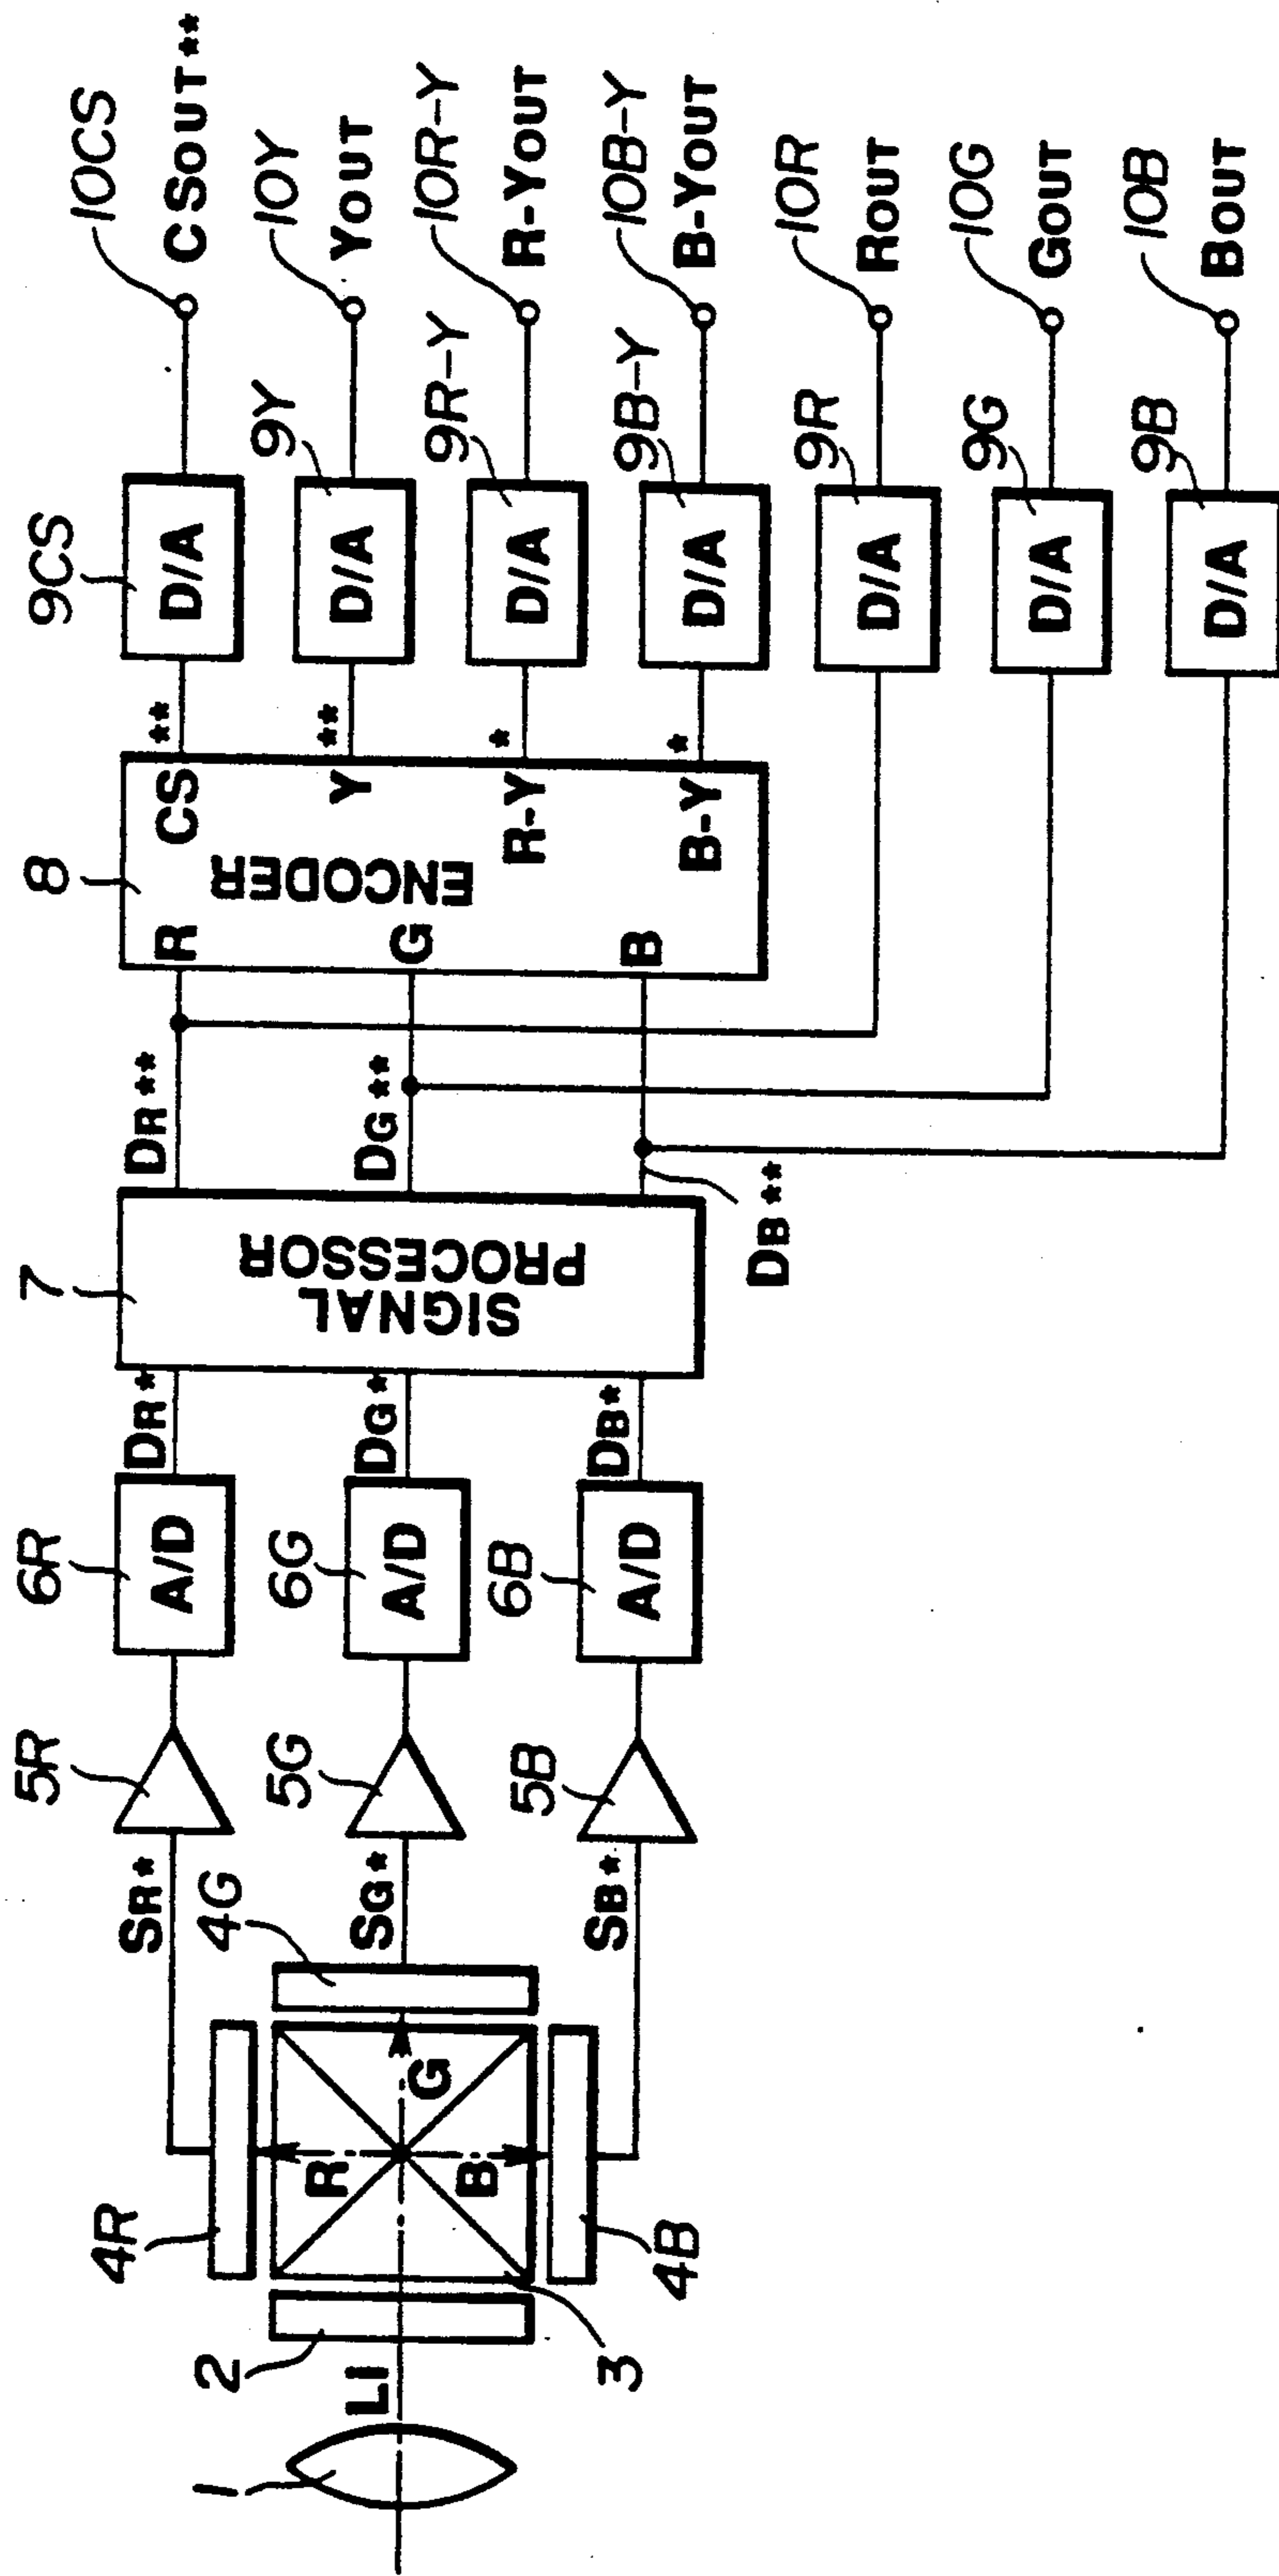 1
LI
2
3
4R
4G
4B
R
G
B
SR*
SG*
SB*
5R
5G
5B
6R
6G
6B
A/D
A/D
A/D
DR*
DG*
DB*
7
SIGNAL
PROCESSOR
DR**
DG**
DB**
8
ENCODER
R
G
B
CS
Y
R-Y
B-Y
**
**
*
*
9CS
D/A
9Y
D/A
9R-Y
D/A
9B-Y
D/A
9R
D/A
9G
D/A
9B
D/A
10CS
CSOUT**
10Y
YOUT
10R-Y
R-YOUT
10B-Y
B-YOUT
10R
ROUT
10G
GOUT
10B
BOUT